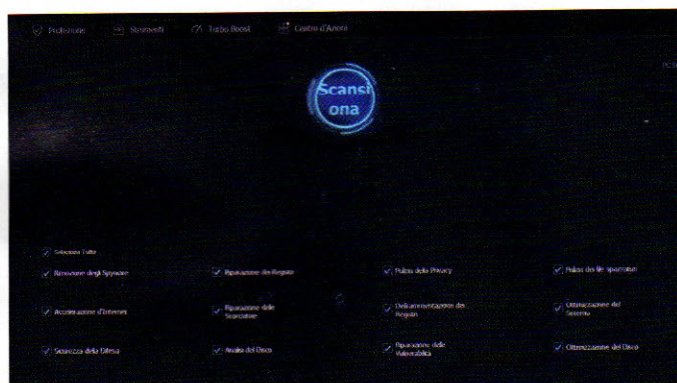 Protezione
Strumenti
Turbo Boost
Centro d'Azioni
Scansi
ona
Seleziona Tutto
Rimozione degli Spyware
Riparazione dei Registri
Pulizia della Privacy
Pulizia dei file spazzatura
Accelerazione d'Internet
Riparazione delle
Scorciatoie
Deframmentazione dei
Registri
Ottimizzazione del
Sistema
Sicurezza della Difesa
Analisi del Disco
Riparazione delle
Vulnerabilità
Ottimizzazione del Disco